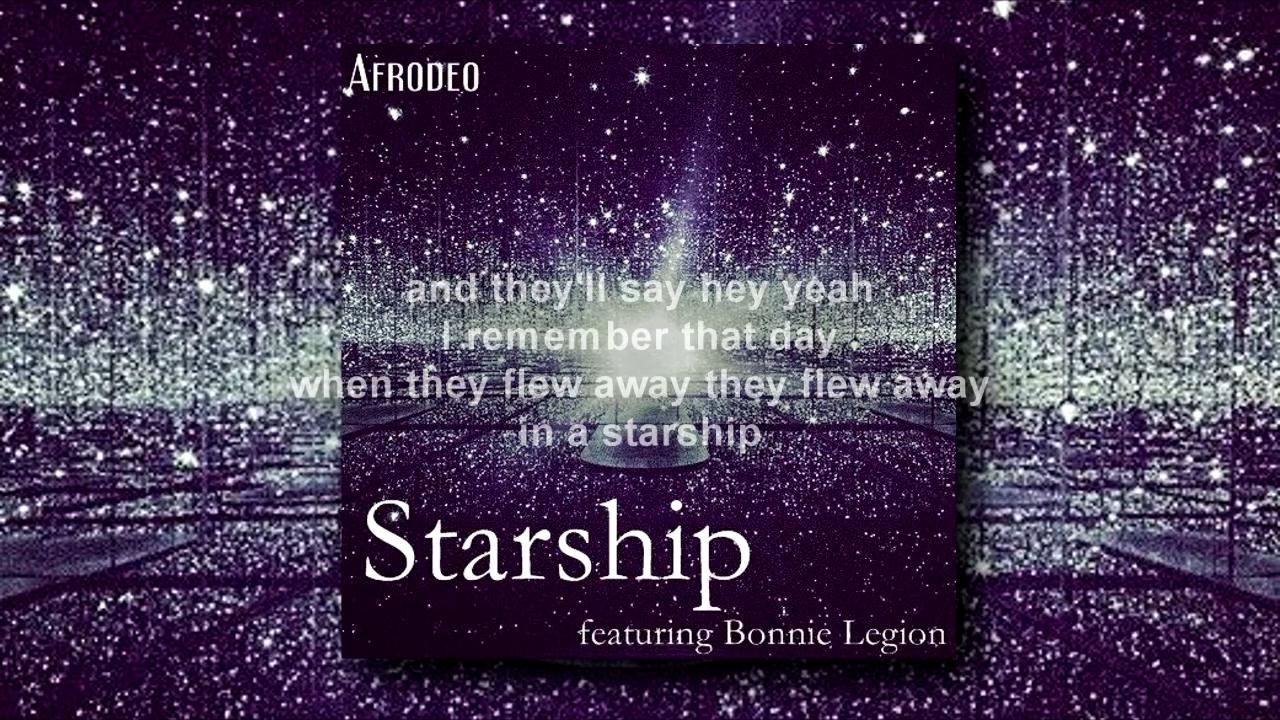 AFRODEO
and they'll say hey yeah
I remember that day
when they flew away they flew away
in a starship
Starship
featuring Bonnie Legion